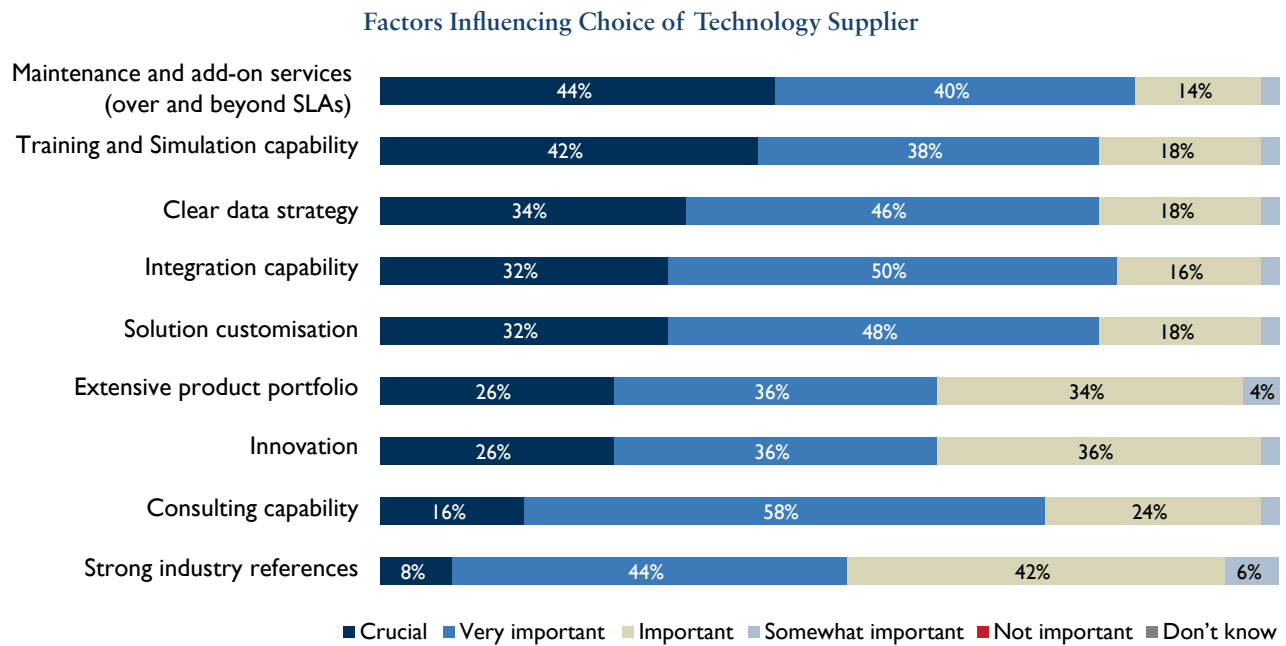 Factors Influencing Choice of Technology Supplier
Maintenance and add-on services
(over and beyond SLAs)
44% 40% 14%
Training and Simulation capability 42% 38% 18%
Clear data strategy 34% 46% 18%
Integration capability 32% 50% 16%
Solution customisation 32% 48% 18%
Extensive product portfolio 26% 36% 34% 4%
Innovation 26% 36% 36%
Consulting capability 16% 58% 24%
Strong industry references 8% 44% 42% 6%
Crucial Very important Important Somewhat important Not important Don't know